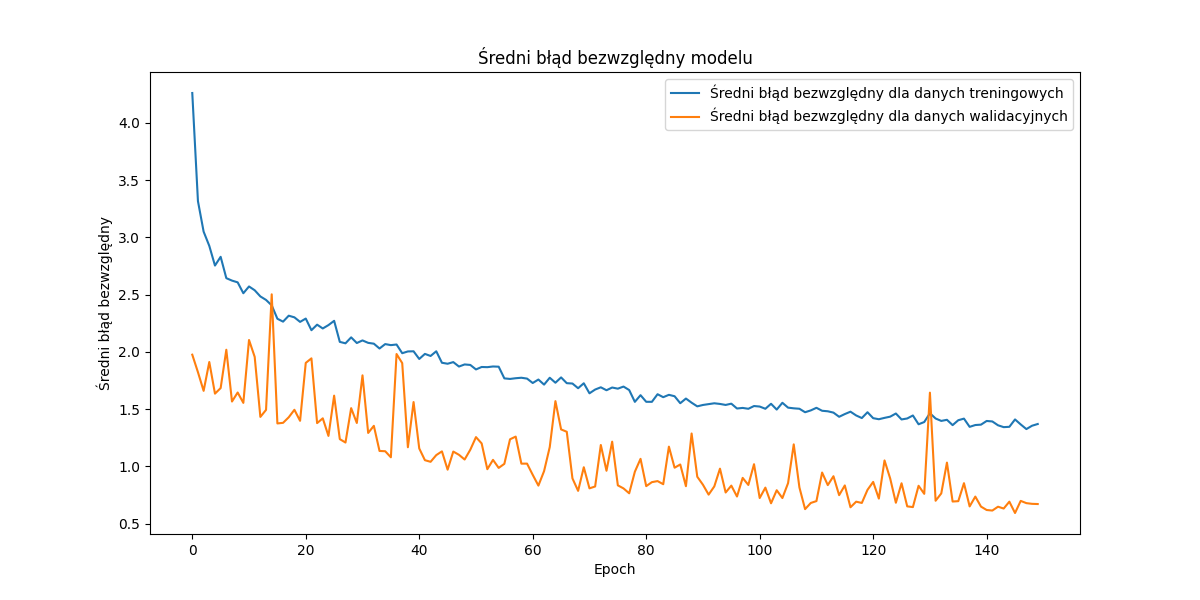 Średni błąd bezwzględny modelu
Średni błąd bezwzględny dla danych treningowych
Średni błąd bezwzględny dla danych walidacyjnych
Średni błąd bezwzględny
4.0
3.5
3.0
2.5
2.0
1.5
1.0
0.5
0 20 40 60 80 100 120 140
Epoch